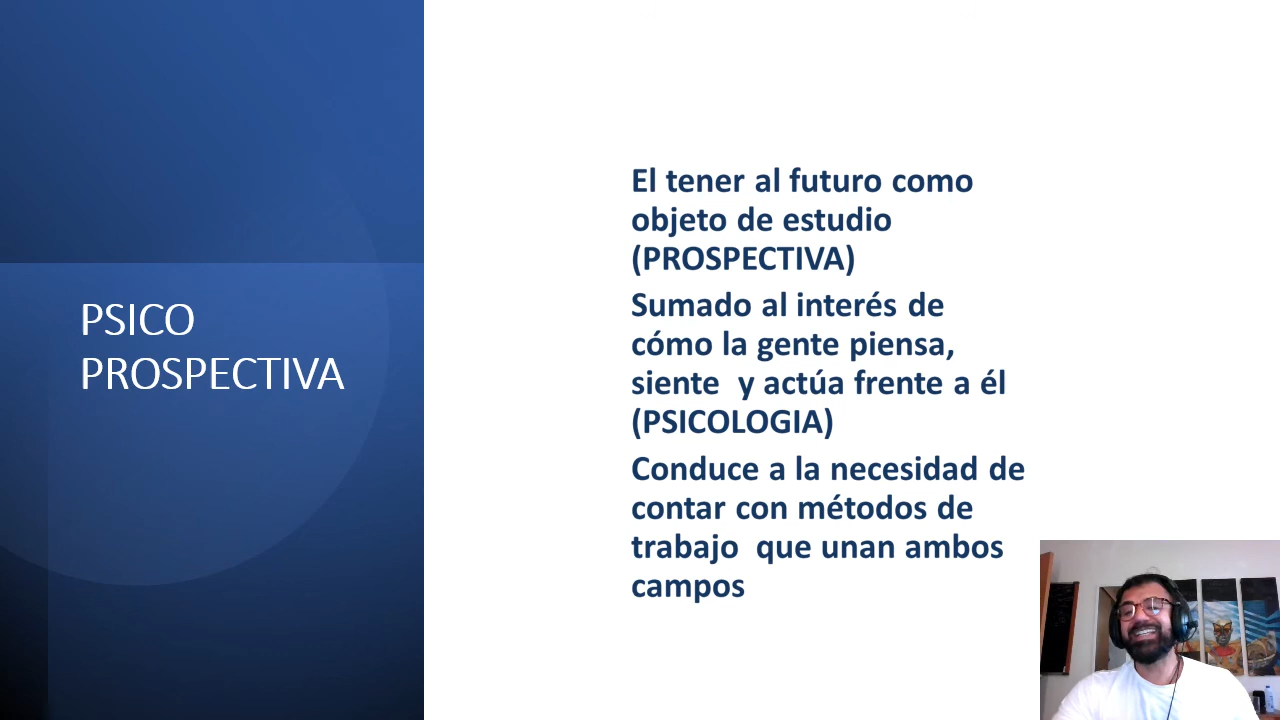 PSICO
PROSPECTIVA
El tener al futuro como
objeto de estudio
(PROSPECTIVA)
Sumado al interés de
cómo la gente piensa,
siente  y actúa frente a él
(PSICOLOGIA)
Conduce a la necesidad de
contar con métodos de
trabajo  que unan ambos
campos